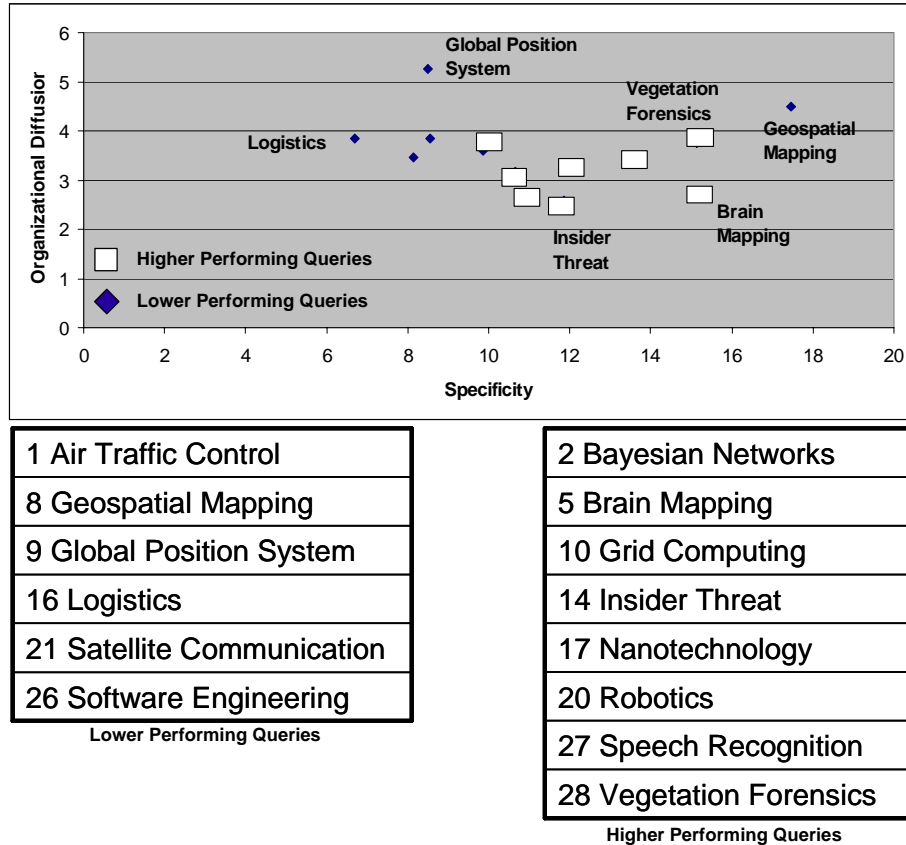 6
5
4
3
2
1
0
Organizational Diffusior
Global Position
System
Vegetation
Forensics
Logistics
Geospatial
Mapping
Insider
Threat
Brain
Mapping
Higher Performing Queries
Lower Performing Queries
0 2 4 6 8 10 12 14 16 18 20
Specificity
1 Air Traffic Control
8 Geospatial Mapping
9 Global Position System
16 Logistics
21 Satellite Communication
26 Software Engineering
Lower Performing Queries
2 Bayesian Networks
5 Brain Mapping
10 Grid Computing
14 Insider Threat
17 Nanotechnology
20 Robotics
27 Speech Recognition
28 Vegetation Forensics
Higher Performing Queries